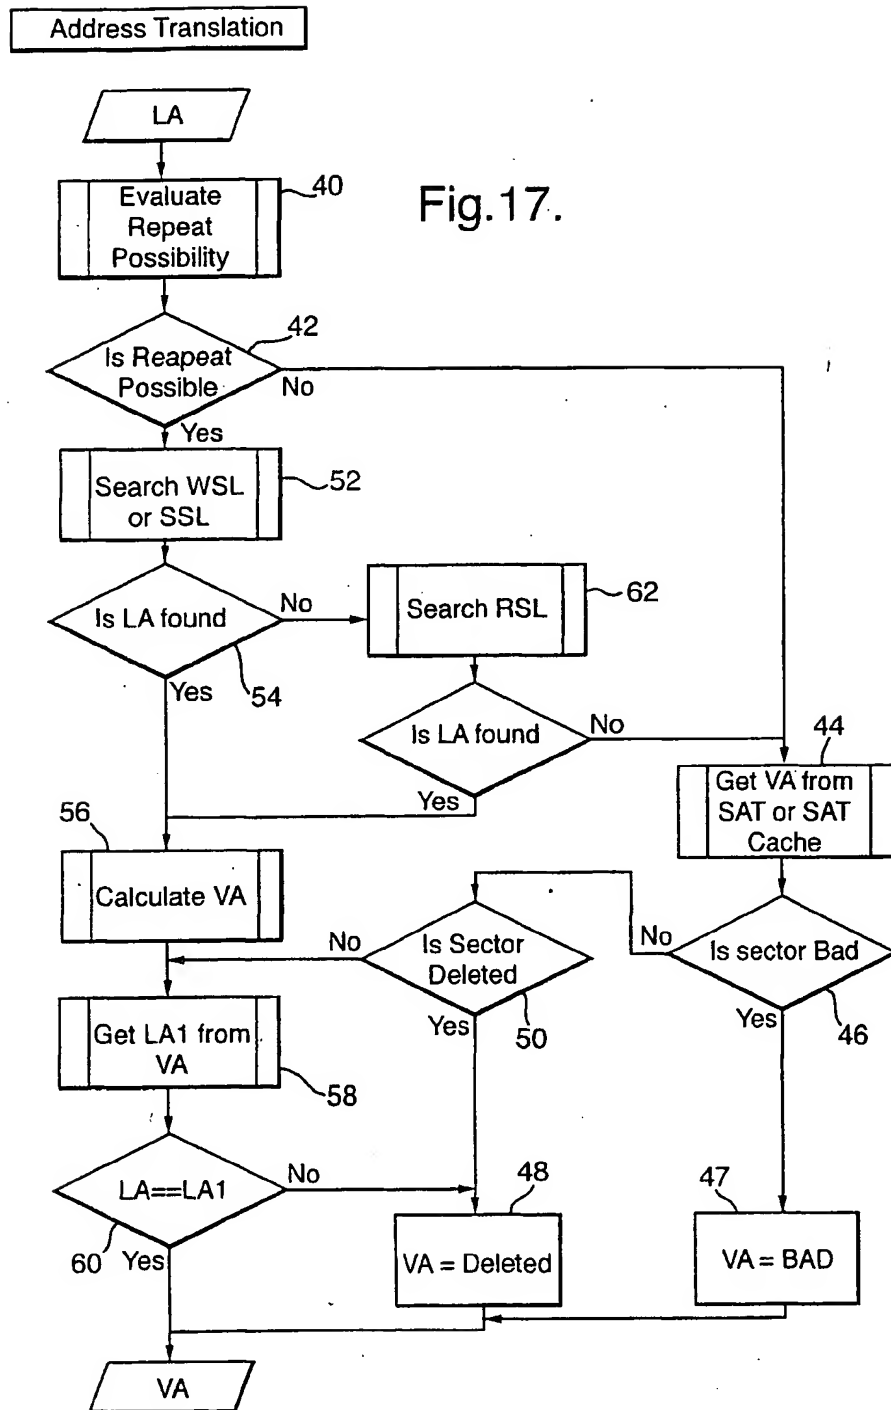 Address Translation
LA
Evaluate
Repeat
Possibility
40
Fig.17.
Is Reapeat
Possible
42
No
Yes
Search WSL
or SSL
52
Is LA found
No
54
Yes
Search RSL
62
Is LA found
No
Yes
44
Get VA from
SAT or SAT
Cache
56
Calculate VA
No
Is Sector
Deleted
50
Yes
No
Is sector Bad
46
Yes
Get LA1 from
VA
58
LA==LA1
No
60
Yes
48
VA = Deleted
47
VA = BAD
VA